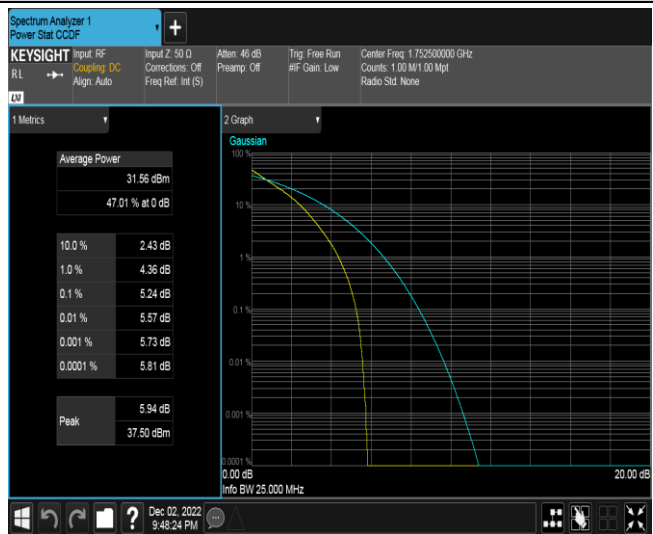 Spectrum Analyzer 1
Power Stat CCDF
+
KEYSIGHT
RL
LXI
Input: RF
Coupling: DC
Align: Auto
Input Z: 50 Ω
Corrections: Off
Freq Ref: Int (S)
Atten: 46 dB
Preamp: Off
Trig: Free Run
#IF Gain: Low
Center Freq: 1.752500000 GHz
Counts: 1.00 M/1.00 Mpt
Radio Std: None
1 Metrics
Average Power
31.56 dBm
47.01 % at 0 dB
10.0 % 2.43 dB
1.0 % 4.36 dB
0.1 % 5.24 dB
0.01 % 5.57 dB
0.001 % 5.73 dB
0.0001 % 5.81 dB
Peak
5.94 dB
37.50 dBm
2 Graph
Gaussian
100 %
10 %
1 %
0.1 %
0.01 %
0.001 %
0.0001 %
0.00 dB 20.00 dB
Info BW 25.000 MHz
?
Dec 02, 2022
9:48:24 PM